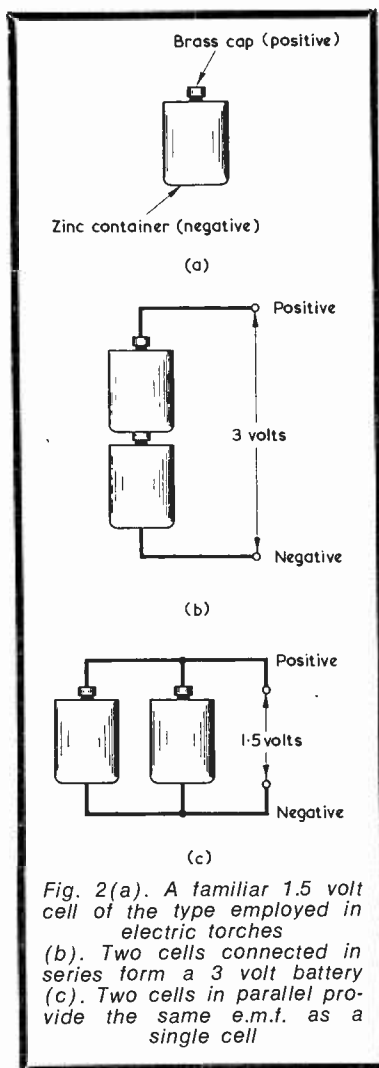 Brass cap (positive)
Zinc container (negative)
(a)
Positive
3 volts
Negative
(b)
Positive
1·5 volts
Negative
(c)
Fig. 2(a). A familiar 1.5 volt
cell of the type employed in
electric torches
(b). Two cells connected in
series form a 3 volt battery
(c). Two cells in parallel pro-
vide the same e.m.f. as a
single cell